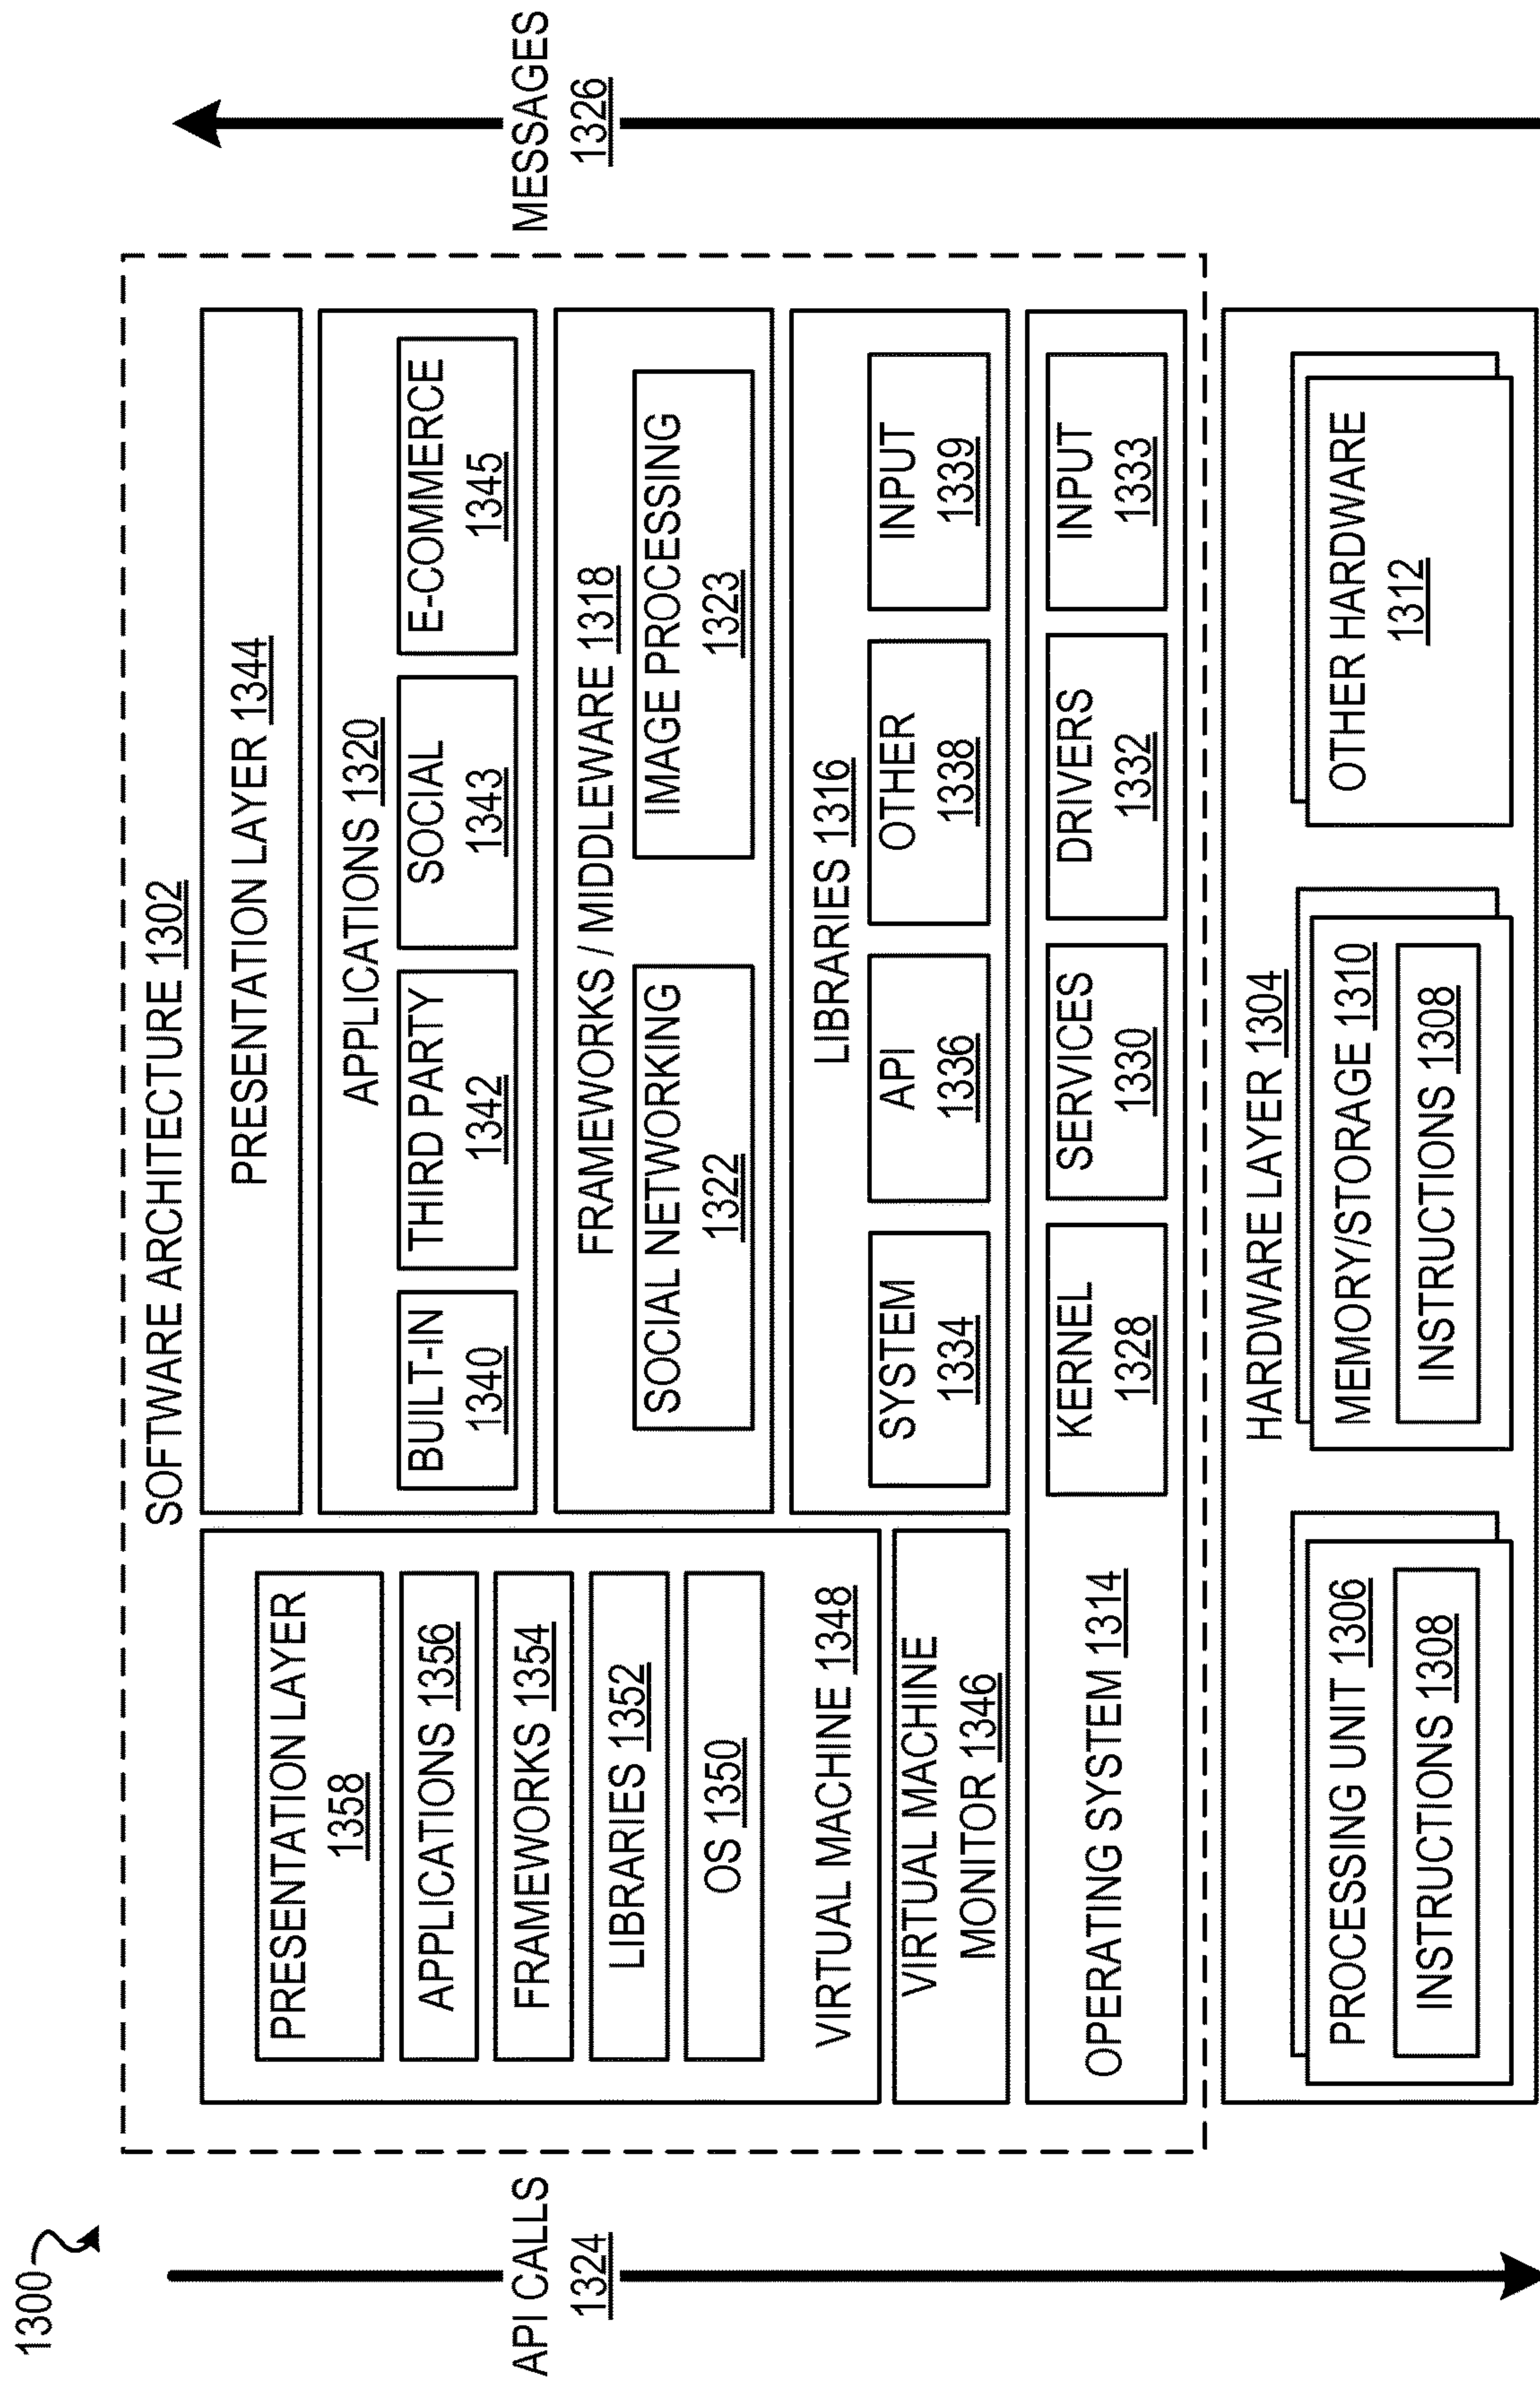 1300
SOFTWARE ARCHITECTURE 1302
PRESENTATION LAYER
1358
APPLICATIONS 1356
FRAMEWORKS 1354
LIBRARIES 1352
OS 1350
VIRTUAL MACHINE 1348
VIRTUAL MACHINE
MONITOR 1346
PRESENTATION LAYER 1344
APPLICATIONS 1320
BUILT-IN
1340
THIRD PARTY
1342
SOCIAL
1343
E-COMMERCE
1345
FRAMEWORKS / MIDDLEWARE 1318
SOCIAL NETWORKING
1322
IMAGE PROCESSING
1323
LIBRARIES 1316
SYSTEM
1334
API
1336
OTHER
1338
INPUT
1339
OPERATING SYSTEM 1314
KERNEL
1328
SERVICES
1330
DRIVERS
1332
INPUT
1333
API CALLS
1324
MESSAGES
1326
HARDWARE LAYER 1304
PROCESSING UNIT 1306
INSTRUCTIONS 1308
MEMORY/STORAGE 1310
INSTRUCTIONS 1308
OTHER HARDWARE
1312